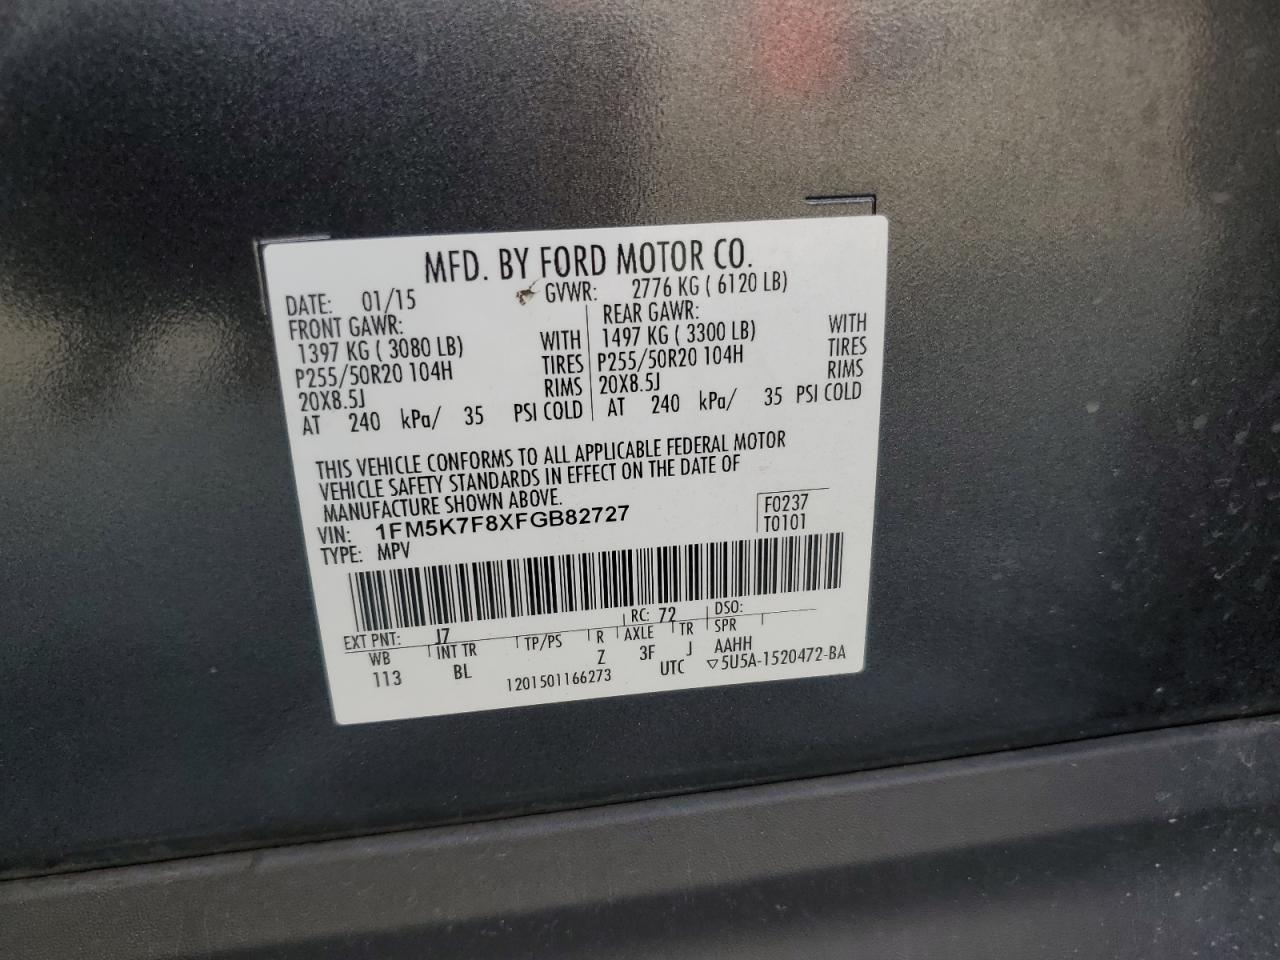 MFD. BY FORD MOTOR CO.
DATE: 01/15 GVWR: 2776 KG ( 6120 LB)
FRONT GAWR: REAR GAWR:
1397 KG ( 3080 LB) WITH 1497 KG ( 3300 LB) WITH
P255/50R20 104H TIRES P255/50R20 104H TIRES
20X8.5J RIMS 20X8.5J RIMS
AT 240 kPa/ 35 PSI COLD AT 240 kPa/ 35 PSI COLD
THIS VEHICLE CONFORMS TO ALL APPLICABLE FEDERAL MOTOR
VEHICLE SAFETY STANDARDS IN EFFECT ON THE DATE OF
MANUFACTURE SHOWN ABOVE.
VIN: 1FM5K7F8XFGB82727 F0237
TYPE: MPV T0101
EXT PNT: J7 RC: 72 DSO:
WB INT TR TP/PS R AXLE TR SPR
113 BL Z 3F J AAHH
1201501166273 UTC ▽5U5A-1520472-BA